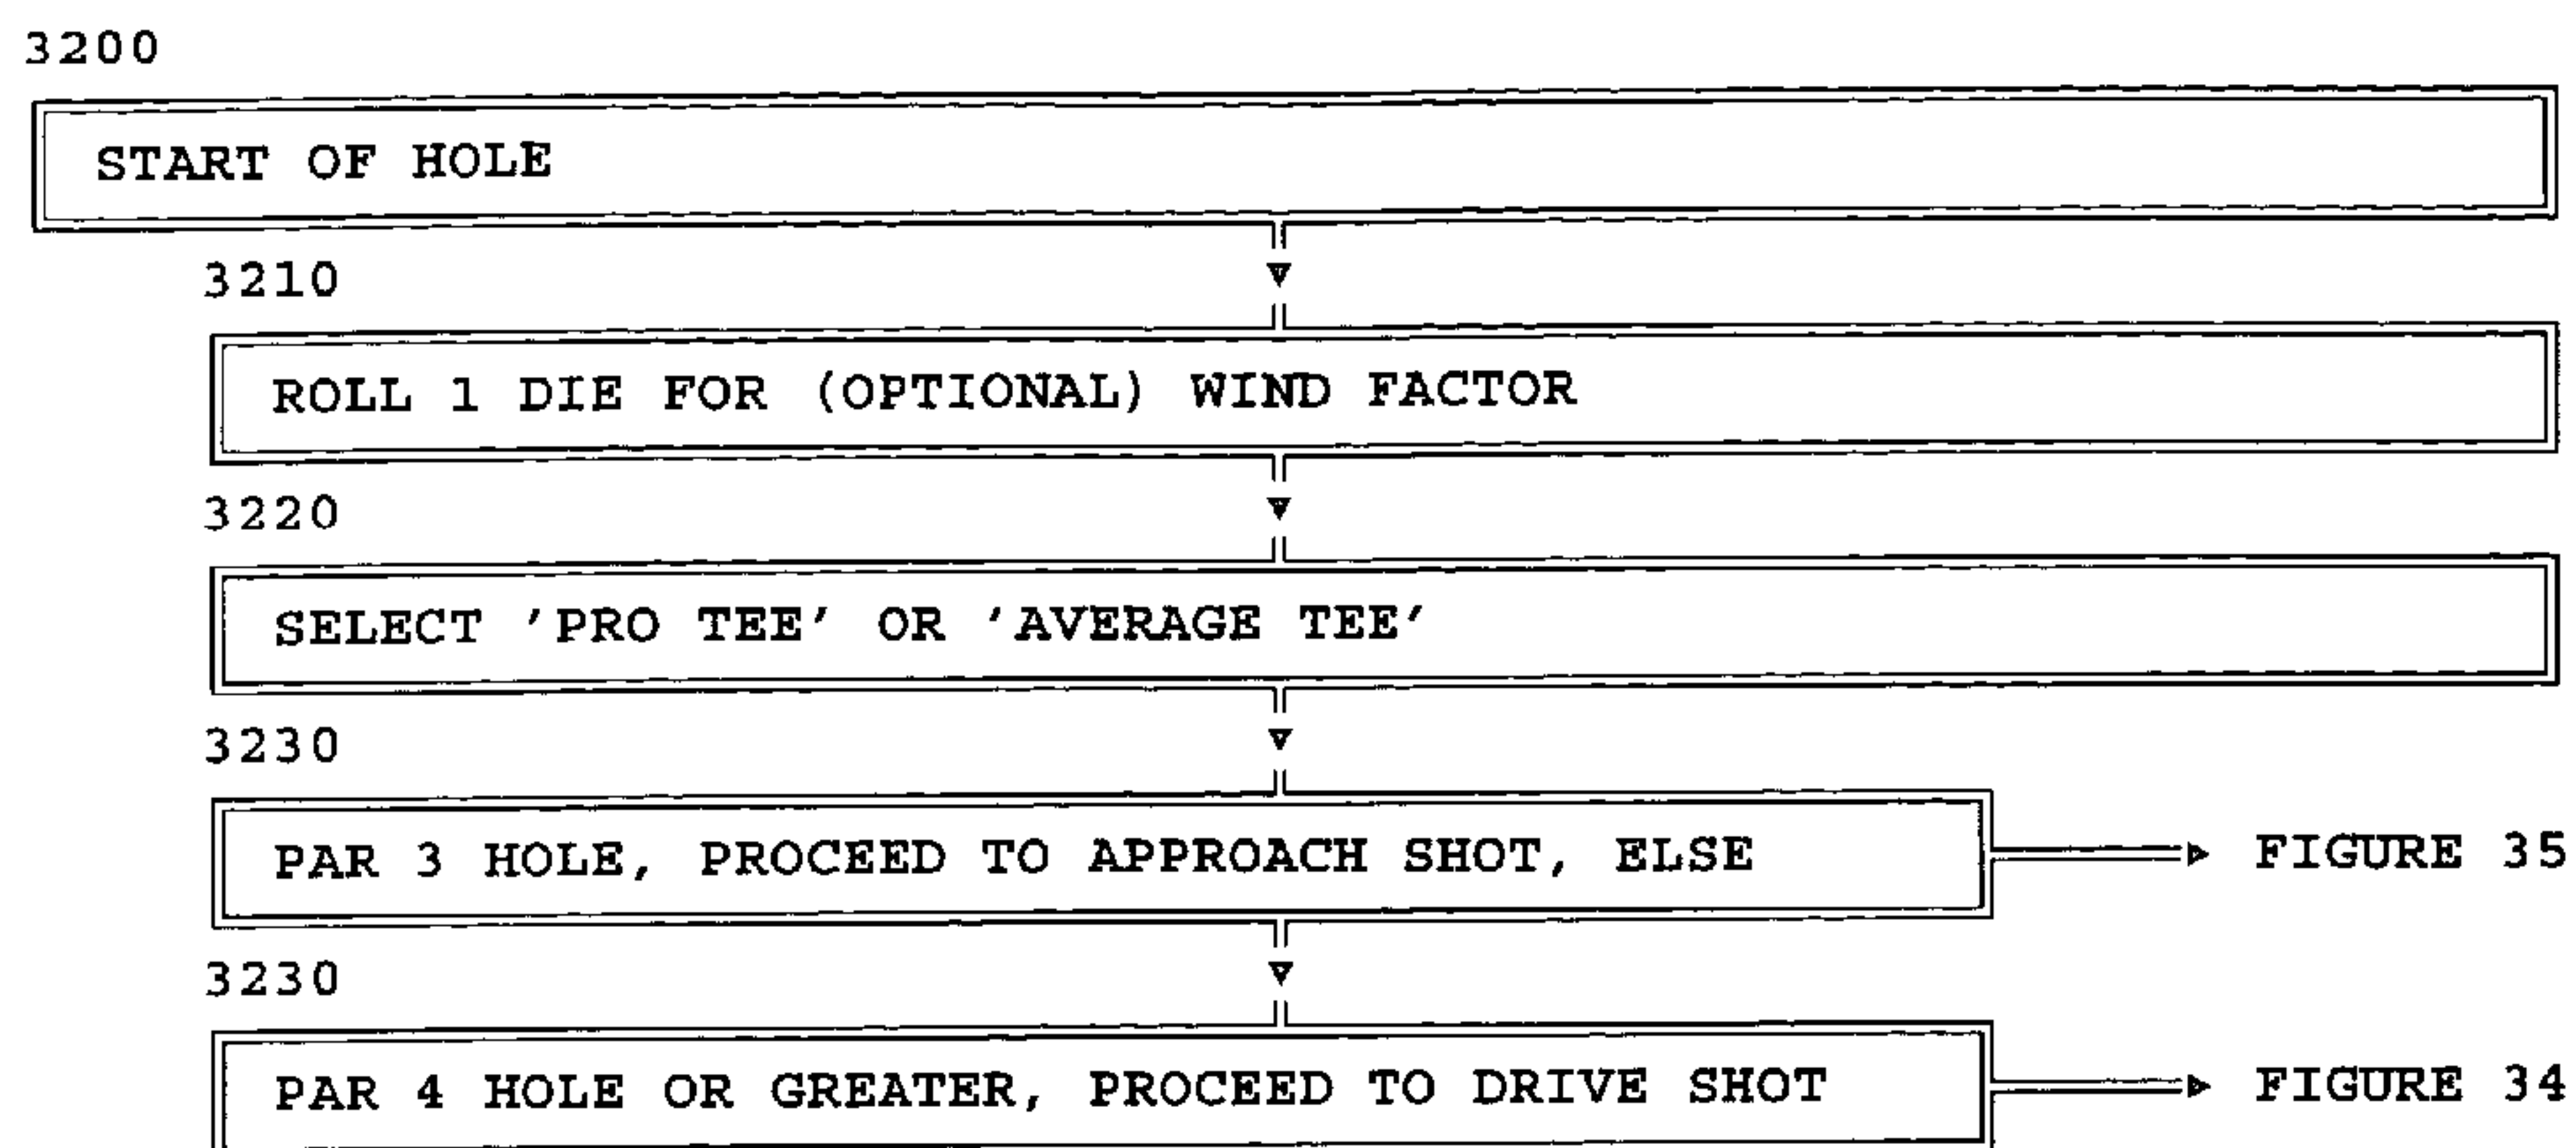 3200
START OF HOLE
3210
ROLL 1 DIE FOR (OPTIONAL) WIND FACTOR
3220
SELECT 'PRO TEE' OR 'AVERAGE TEE'
3230
PAR 3 HOLE, PROCEED TO APPROACH SHOT, ELSE FIGURE 35
3230
PAR 4 HOLE OR GREATER, PROCEED TO DRIVE SHOT FIGURE 34